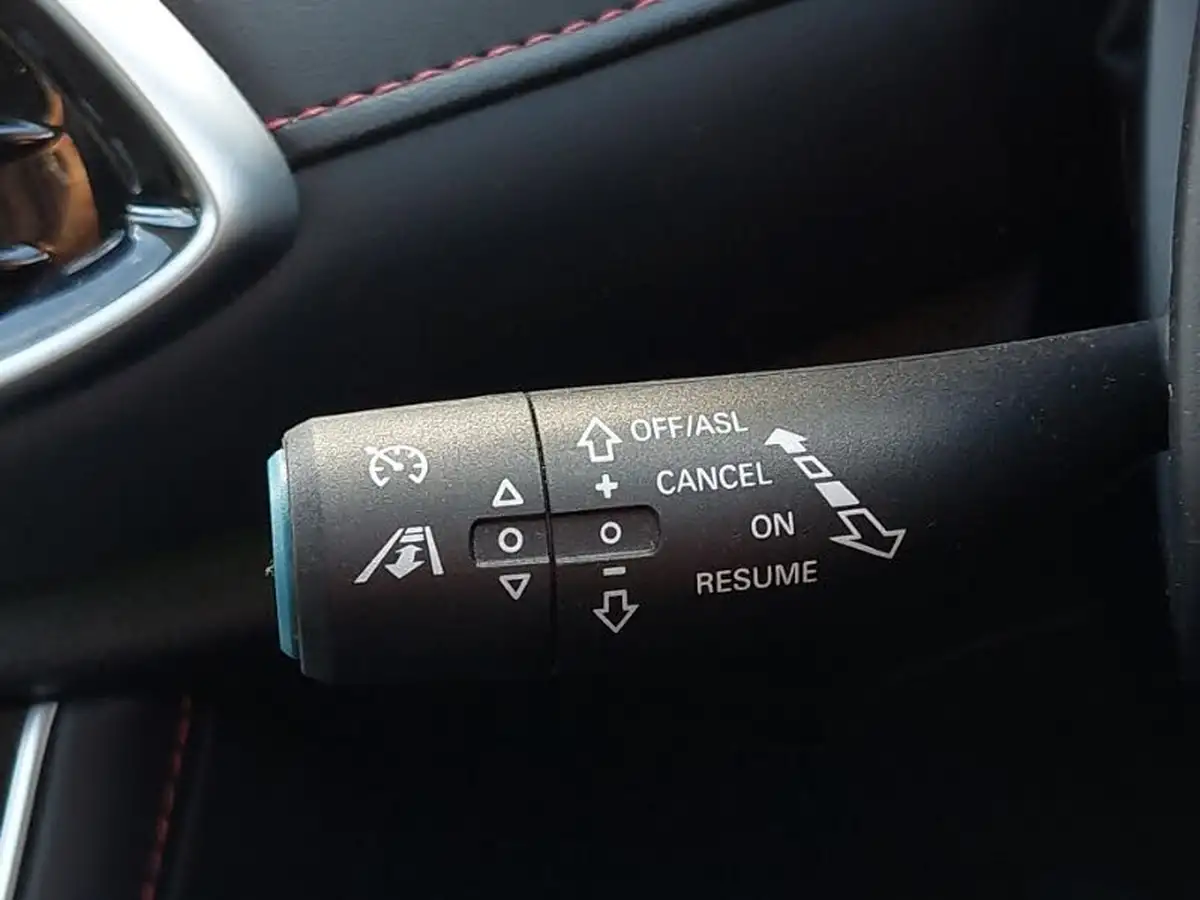 OFF/ASL
+ CANCEL
ON
- RESUME